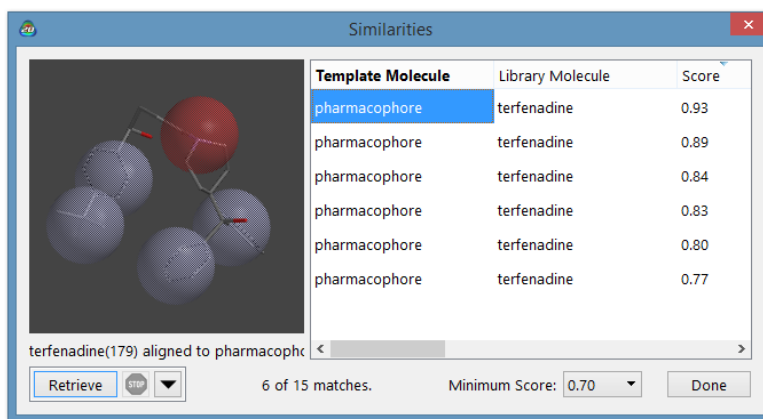 Similarities
Template Molecule Library Molecule Score
pharmacophore terfenadine 0.93
pharmacophore terfenadine 0.89
pharmacophore terfenadine 0.84
pharmacophore terfenadine 0.83
pharmacophore terfenadine 0.80
pharmacophore terfenadine 0.77
terfenadine(179) aligned to pharmacopho
Retrieve STOP 6 of 15 matches. Minimum Score: 0.70 Done